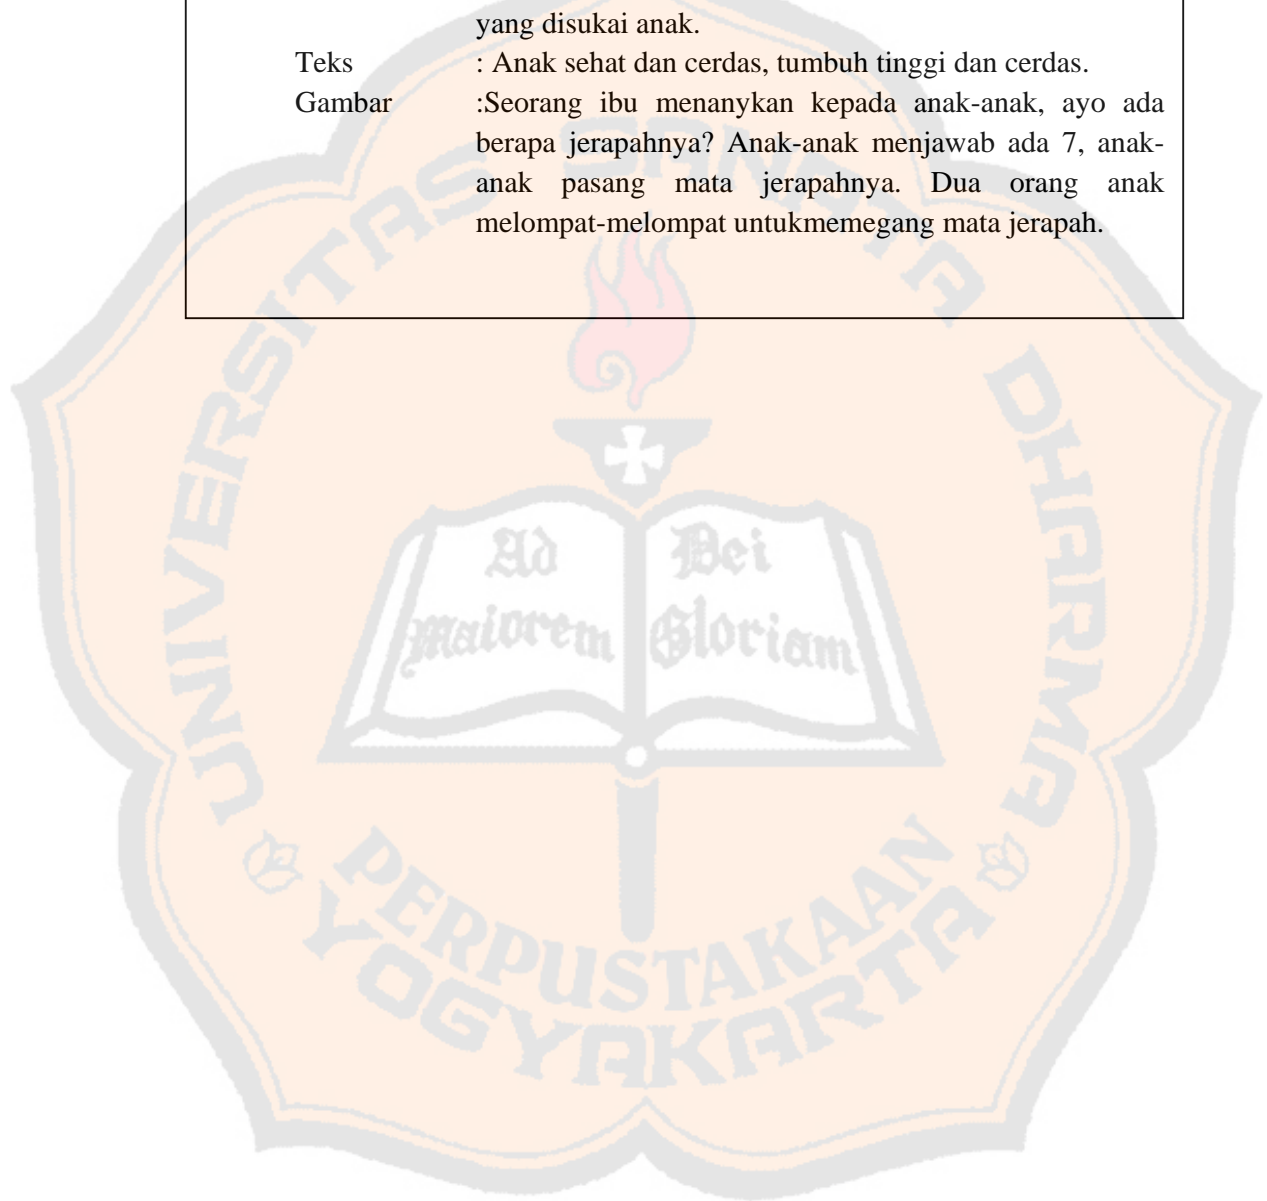 yang disukai anak.
Teks : Anak sehat dan cerdas, tumbuh tinggi dan cerdas.
Gambar :Seorang ibu menanykan kepada anak-anak, ayo ada
berapa jerapahnya? Anak-anak menjawab ada 7, anak-
anak pasang mata jerapahnya. Dua orang anak
melompat-melompat untukmemegang mata jerapah.
UNIVERSITAS SANATA DHARMA
Ad Dei
Maiorem Gloriam
PERPUSTAKAAN
YOGYAKARTA